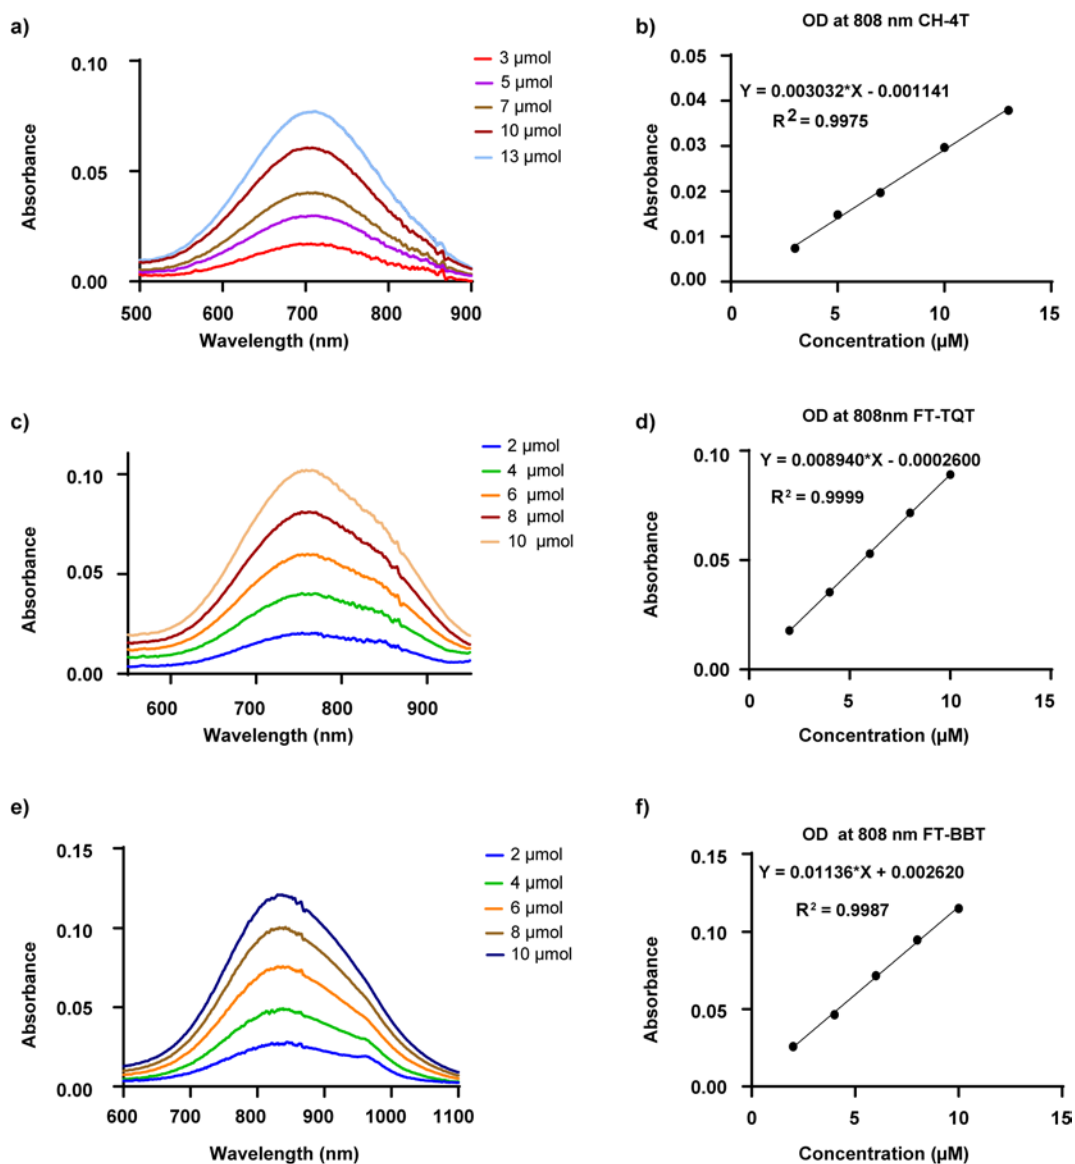 a)
0.10
0.05
0.00
Absorbance
500 600 700 800 900
Wavelength (nm)
3 µmol
5 µmol
7 µmol
10 µmol
13 µmol
b)
OD at 808 nm CH-4T
Y = 0.003032*X - 0.001141
R² = 0.9975
0.05
0.04
0.03
0.02
0.01
0.00
Absrobance
0 5 10 15
Concentration (µM)
c)
0.10
0.05
0.00
Absorbance
600 700 800 900
Wavelength (nm)
2 µmol
4 µmol
6 µmol
8 µmol
10 µmol
d)
OD at 808nm FT-TQT
Y = 0.008940*X - 0.0002600
R² = 0.9999
0.10
0.05
0.00
Absorbance
0 5 10 15
Concentration (µM)
e)
0.15
0.10
0.05
0.00
Absorbance
600 700 800 900 1000 1100
Wavelength (nm)
2 µmol
4 µmol
6 µmol
8 µmol
10 µmol
f)
OD at 808 nm FT-BBT
Y = 0.01136*X + 0.002620
R² = 0.9987
0.15
0.10
0.05
0.00
Absorbance
0 5 10 15
Concentration (µM)